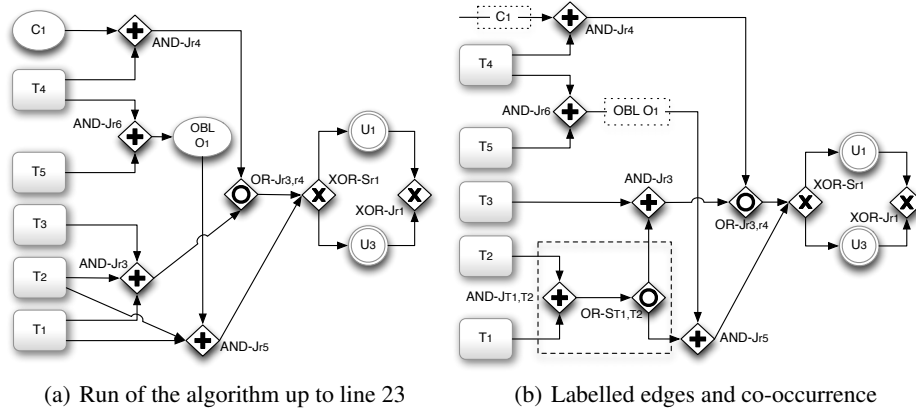 C1
AND-Jr4
T4
AND-Jr6
OBL
O1
T5
T3
AND-Jr3
T2
T1
AND-Jr5
OR-Jr3,r4
XOR-Sr1
U1
XOR-Jr1
U3
(a) Run of the algorithm up to line 23
C1
AND-Jr4
T4
AND-Jr6
OBL O1
T5
AND-Jr3
T3
OR-Jr3,r4
T2
AND-JT1,T2
OR-ST1,T2
T1
AND-Jr5
XOR-Sr1
U1
XOR-Jr1
U3
(b) Labelled edges and co-occurrence